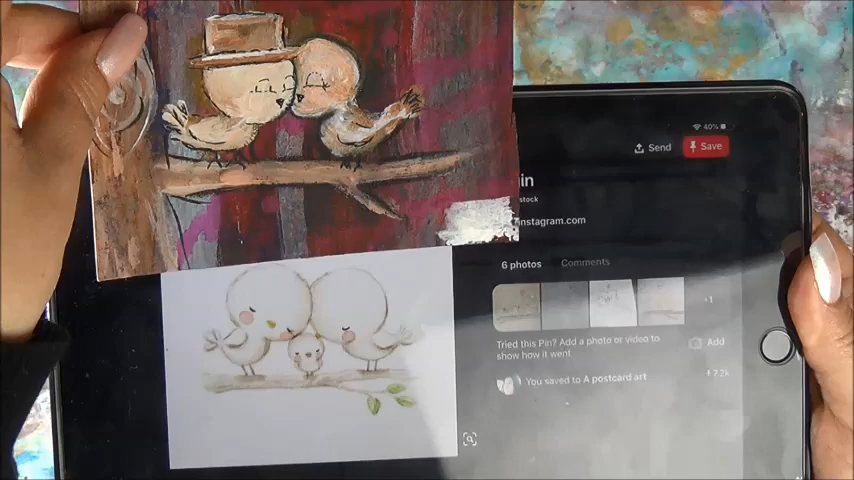 40%
Send
Save
in
stock
instagram.com
6 photos
Comments
+1
Tried this Pin? Add a photo or video to
show how it went
Add
You saved to A postcard art
7.2k